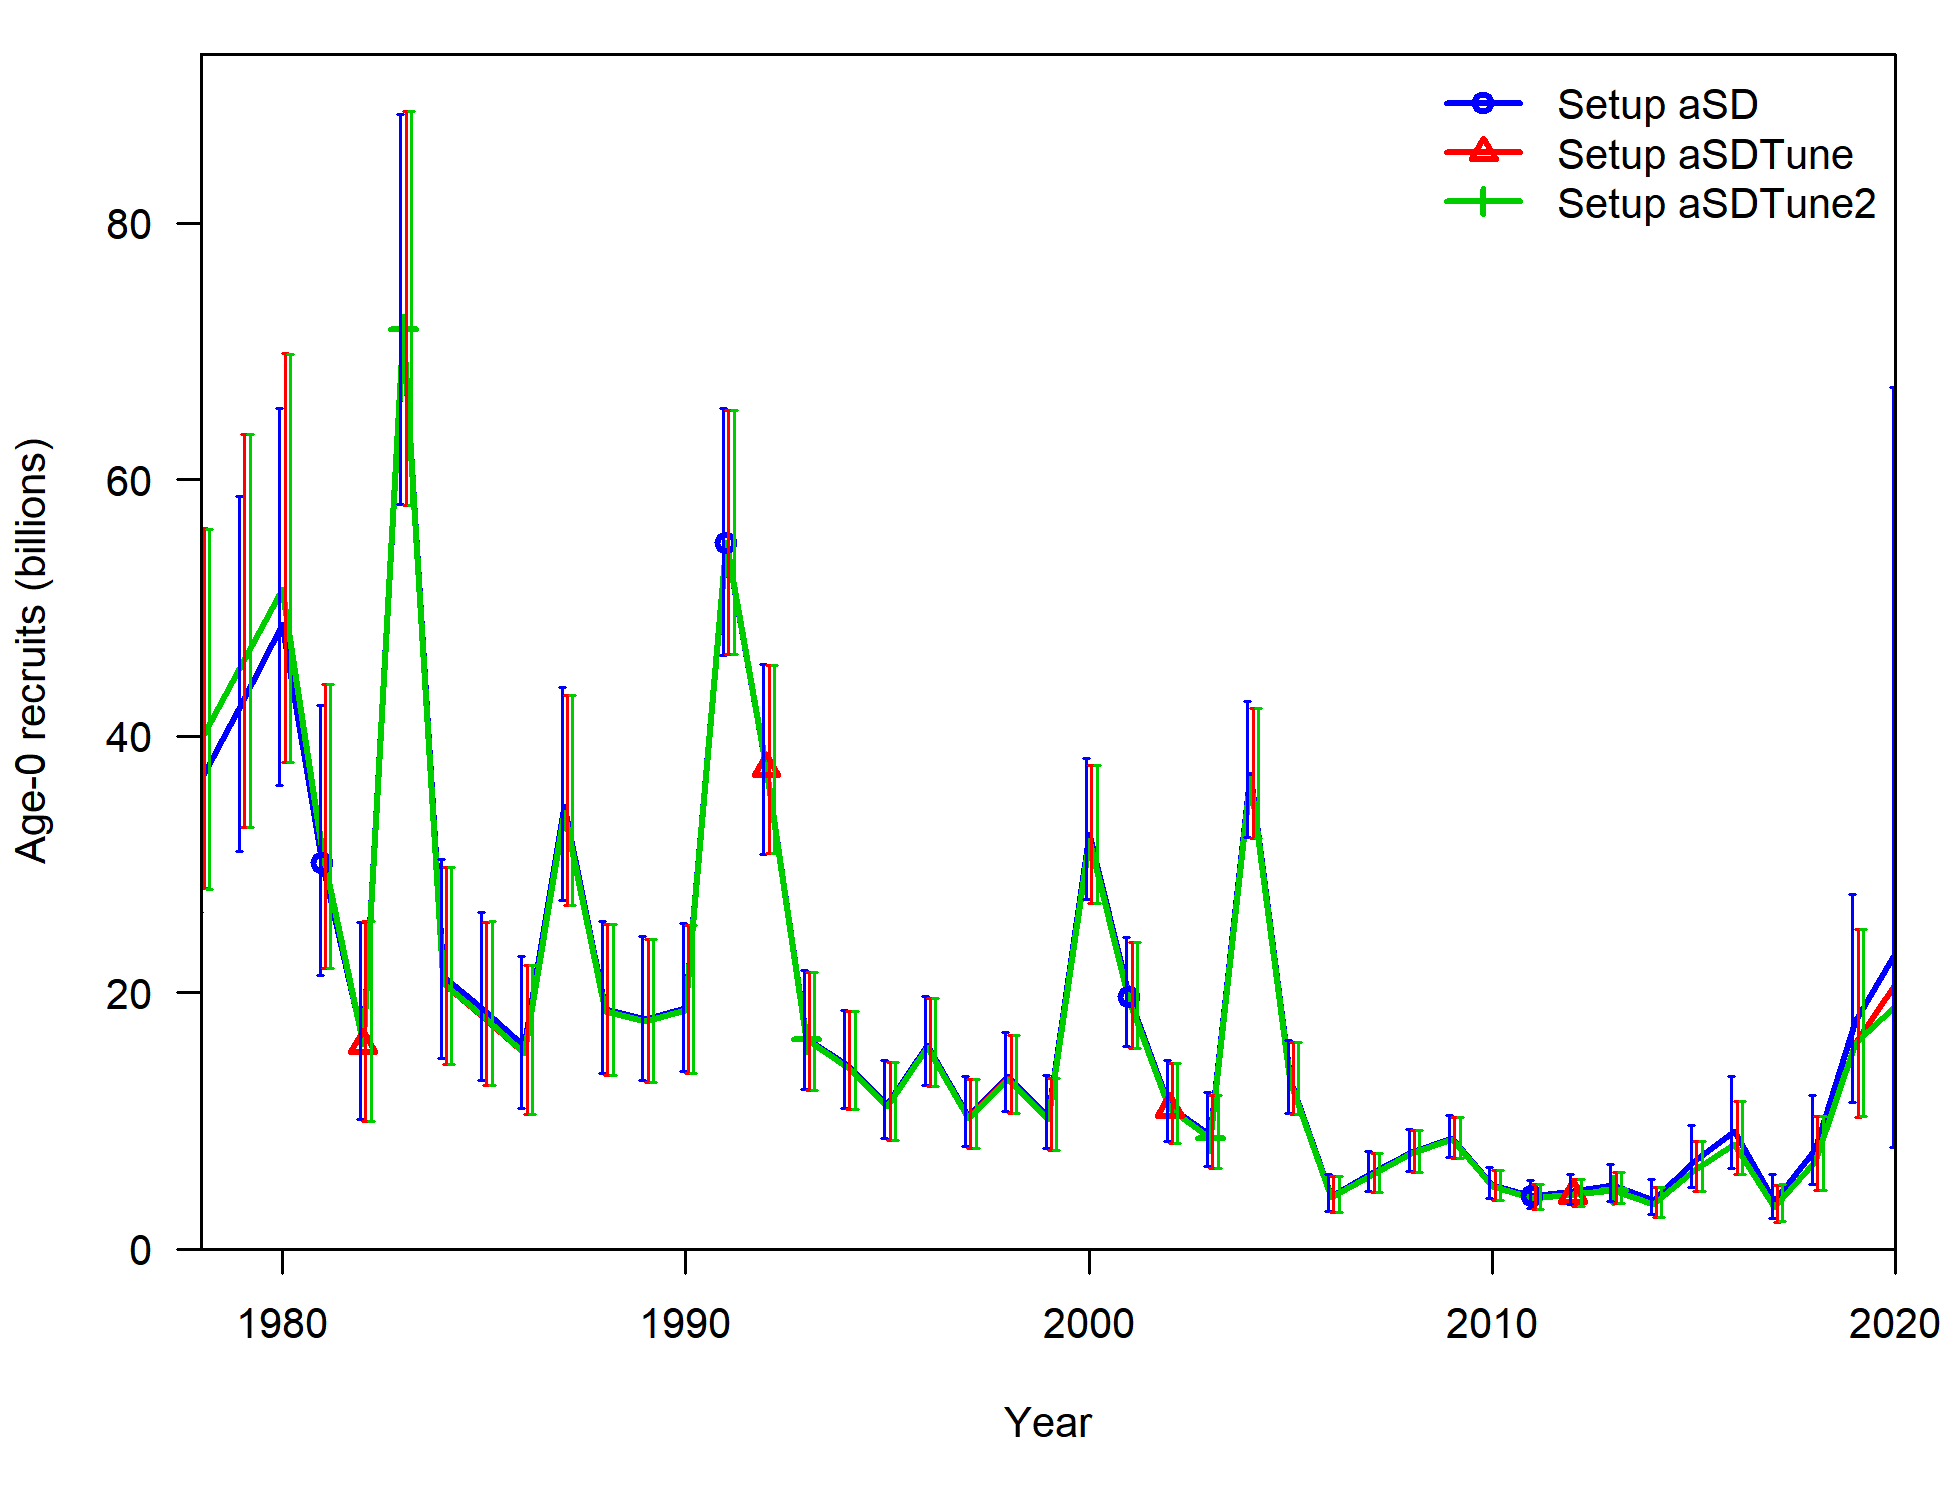 Setup aSD
Setup aSDTune
Setup aSDTune2
Age-0 recruits (billions)
80
60
40
20
0
1980 1990 2000 2010 2020
Year